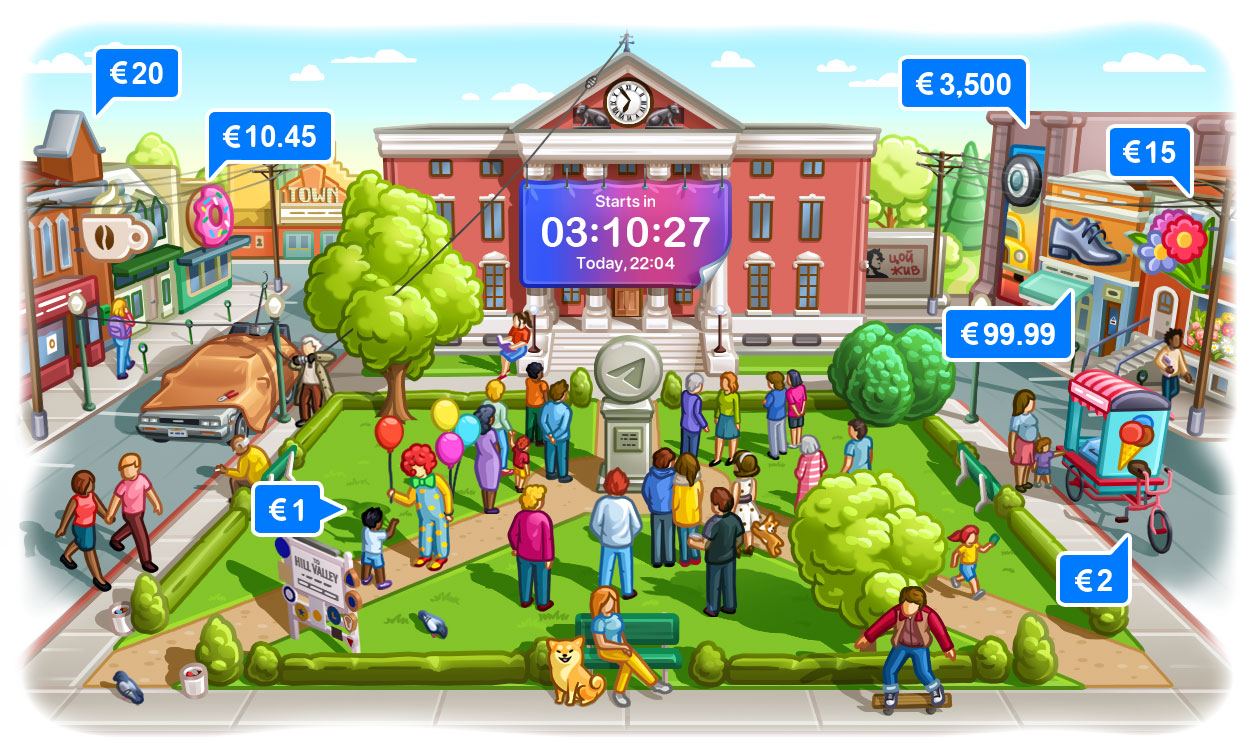 €20
€10.45
€3,500
€15
TOWN
Starts in
03:10:27
Today, 22:04
ЦОЙ
ЖИВ
€99.99
€1
HILL VALLEY
€2